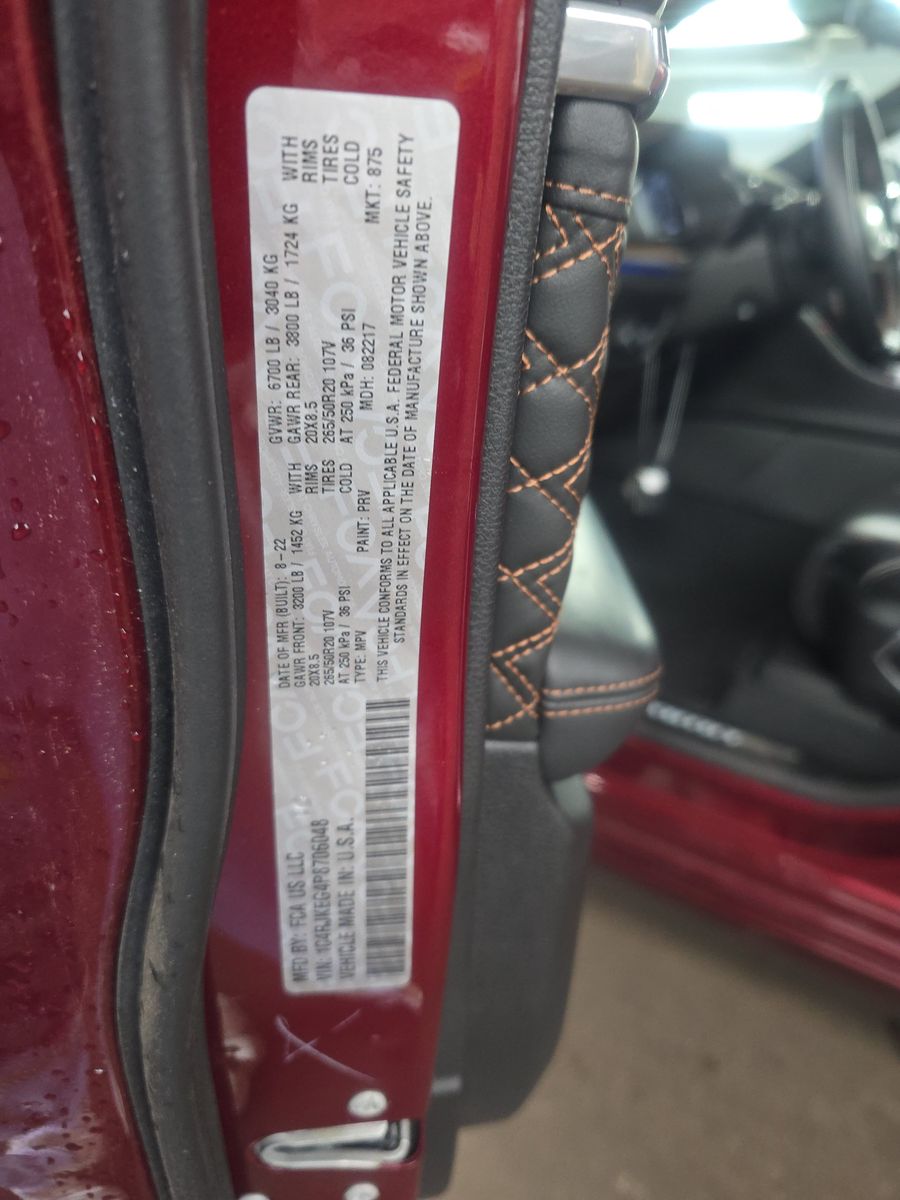 MFD BY: FCA US LLC
VIN: 1C4RJKEG4P8706048
VEHICLE MADE IN: U.S.A.
DATE OF MFR (BUILT): 8-22 GVWR: 6700 LB / 3040 KG
GAWR FRONT: 3200 LB / 1452 KG WITH GAWR REAR: 3800 LB / 1724 KG WITH
20X8.5 RIMS 20X8.5 RIMS
265/50R20 107V TIRES 265/50R20 107V TIRES
AT 250 kPa / 36 PSI COLD AT 250 kPa / 36 PSI COLD
TYPE: MPV PAINT: PRV MDH: 082217 MKT: 875
THIS VEHICLE CONFORMS TO ALL APPLICABLE U.S.A. FEDERAL MOTOR VEHICLE SAFETY
STANDARDS IN EFFECT ON THE DATE OF MANUFACTURE SHOWN ABOVE.